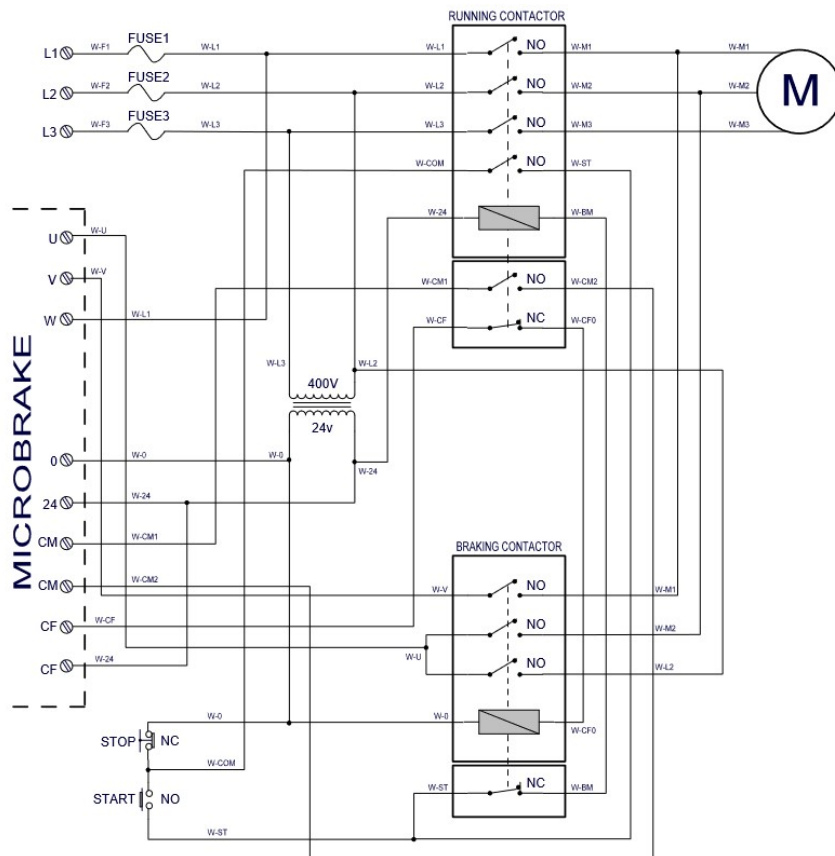 RUNNING CONTACTOR
L1 W-F1 FUSE1 W-L1 W-L1 NO W-M1 W-M1
L2 W-F2 FUSE2 W-L2 W-L2 NO W-M2 W-M2
M
L3 W-F3 FUSE3 W-L3 W-L3 NO W-M3 W-M3
W-COM NO W-ST
W-24 W-BM
MICROBRAKE
U W-U
V W-V
W-CM1 NO W-CM2
W W-L1
W-CF NC W-CF0
W-L3 W-L2
400V
24v
0 W-0 W-0
W-24
24 W-24
CM W-CM1
BRAKING CONTACTOR
CM W-CM2
W-V NO W-M1
CF W-CF
NO W-M2
W-U
CF W-24
NO W-L2
W-0 W-0
W-CF0
STOP NC
W-COM
W-ST NC W-BM
START NO
W-ST